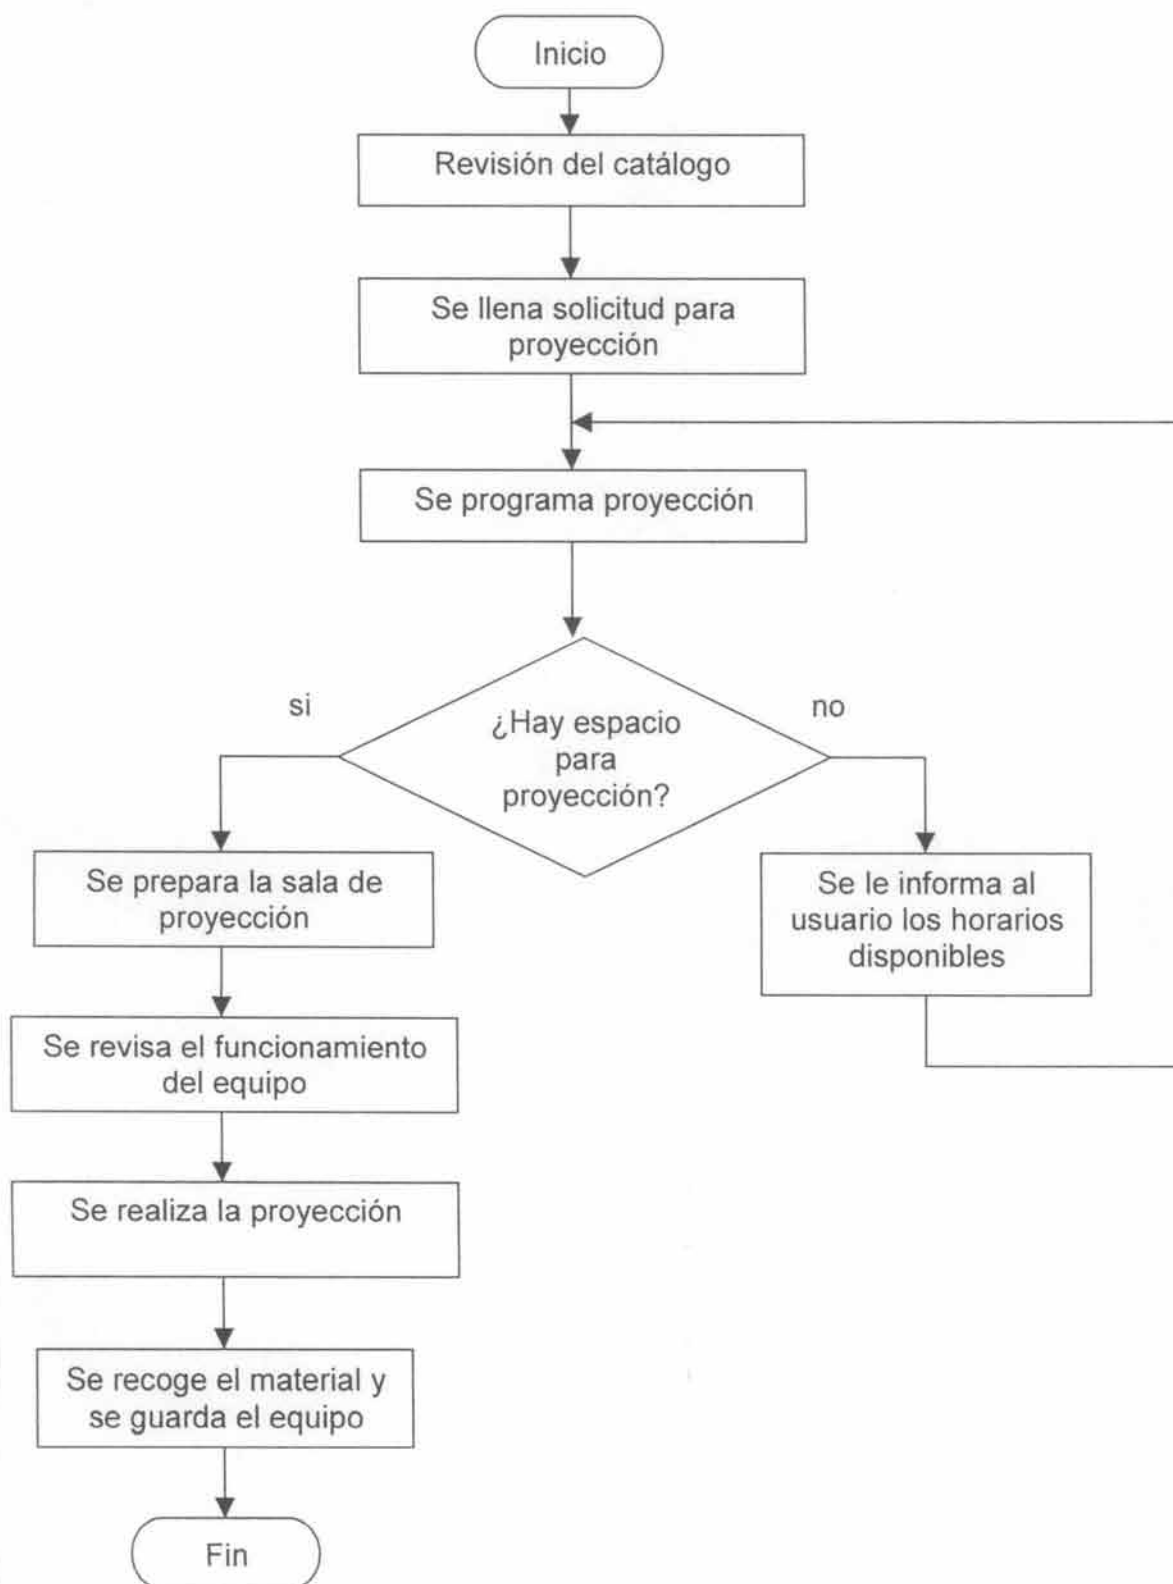 Inicio
Revisión del catálogo
Se llena solicitud para
proyección
Se programa proyección
si
no
¿Hay espacio
para
proyección?
Se prepara la sala de
proyección
Se le informa al
usuario los horarios
disponibles
Se revisa el funcionamiento
del equipo
Se realiza la proyección
Se recoge el material y
se guarda el equipo
Fin